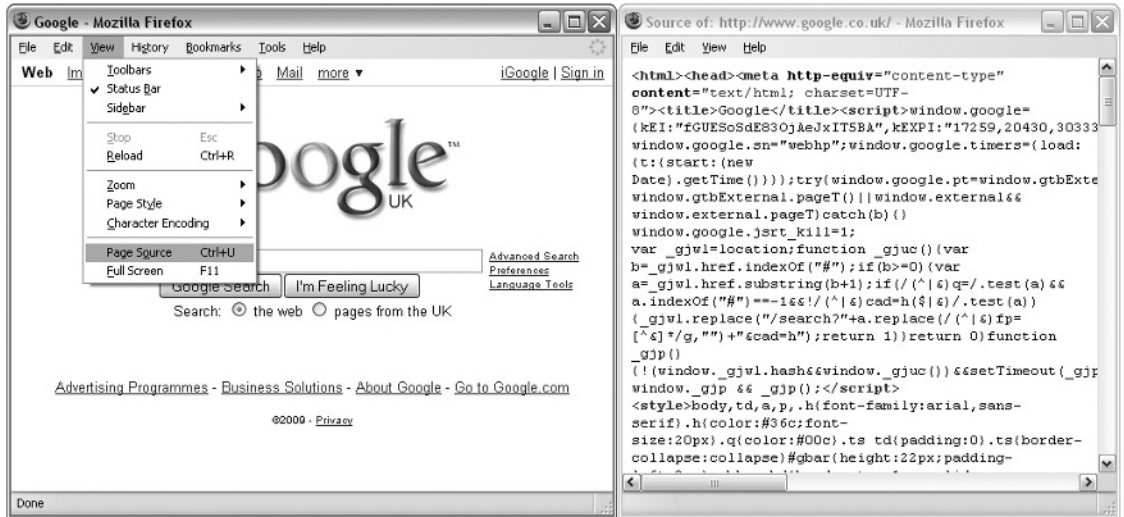 Google - Mozilla Firefox
File Edit View History Bookmarks Tools Help
Web Im Mail more ▼ iGoogle | Sign in
Toolbars
✓ Status Bar
Sidebar
Stop Esc
Reload Ctrl+R
Zoom
Page Style
Character Encoding
Page Source Ctrl+U
Full Screen F11
oogle™
UK
Advanced Search
Preferences
Language Tools
Google Search I'm Feeling Lucky
Search: the web pages from the UK
Advertising Programmes - Business Solutions - About Google - Go to Google.com
©2009 - Privacy
Done
Source of: http://www.google.co.uk/ - Mozilla Firefox
File Edit View Help
<html><head><meta http-equiv="content-type"
content="text/html; charset=UTF-
8"><title>Google</title><script>window.google=
{kEI:"fGUESoSdE83OjAeJxIT5BA",kEXPI:"17259,20430,30333
window.google.sn="webhp";window.google.timers={load:
{t:{start:(new
Date).getTime()}}};try{window.google.pt=window.gtbExte
window.gtbExternal.pageT()||window.external&&
window.external.pageT}catch(b){}
window.google.jsrt_kill=1;
var _gjwl=location;function _gjuc(){var
b=_gjwl.href.indexOf("#");if(b>=0){var
a=_gjwl.href.substring(b+1);if(/(^|&)q=/.test(a)&&
a.indexOf("#")==-1&&!/(^|&)cad=h($|&)/.test(a))
{_gjwl.replace("/search?"+a.replace(/(^|&)fp=
[^&]*/g,"")+"&cad=h");return 1}}return 0}function
_gjp()
{!(window._gjwl.hash&&window._gjuc())&&setTimeout(_gjp
window._gjp && _gjp();</script>
<style>body,td,a,p,.h{font-family:arial,sans-
serif}.h{color:#36c;font-
size:20px}.q{color:#00c}.ts td{padding:0}.ts{border-
collapse:collapse}#gbar{height:22px;padding-